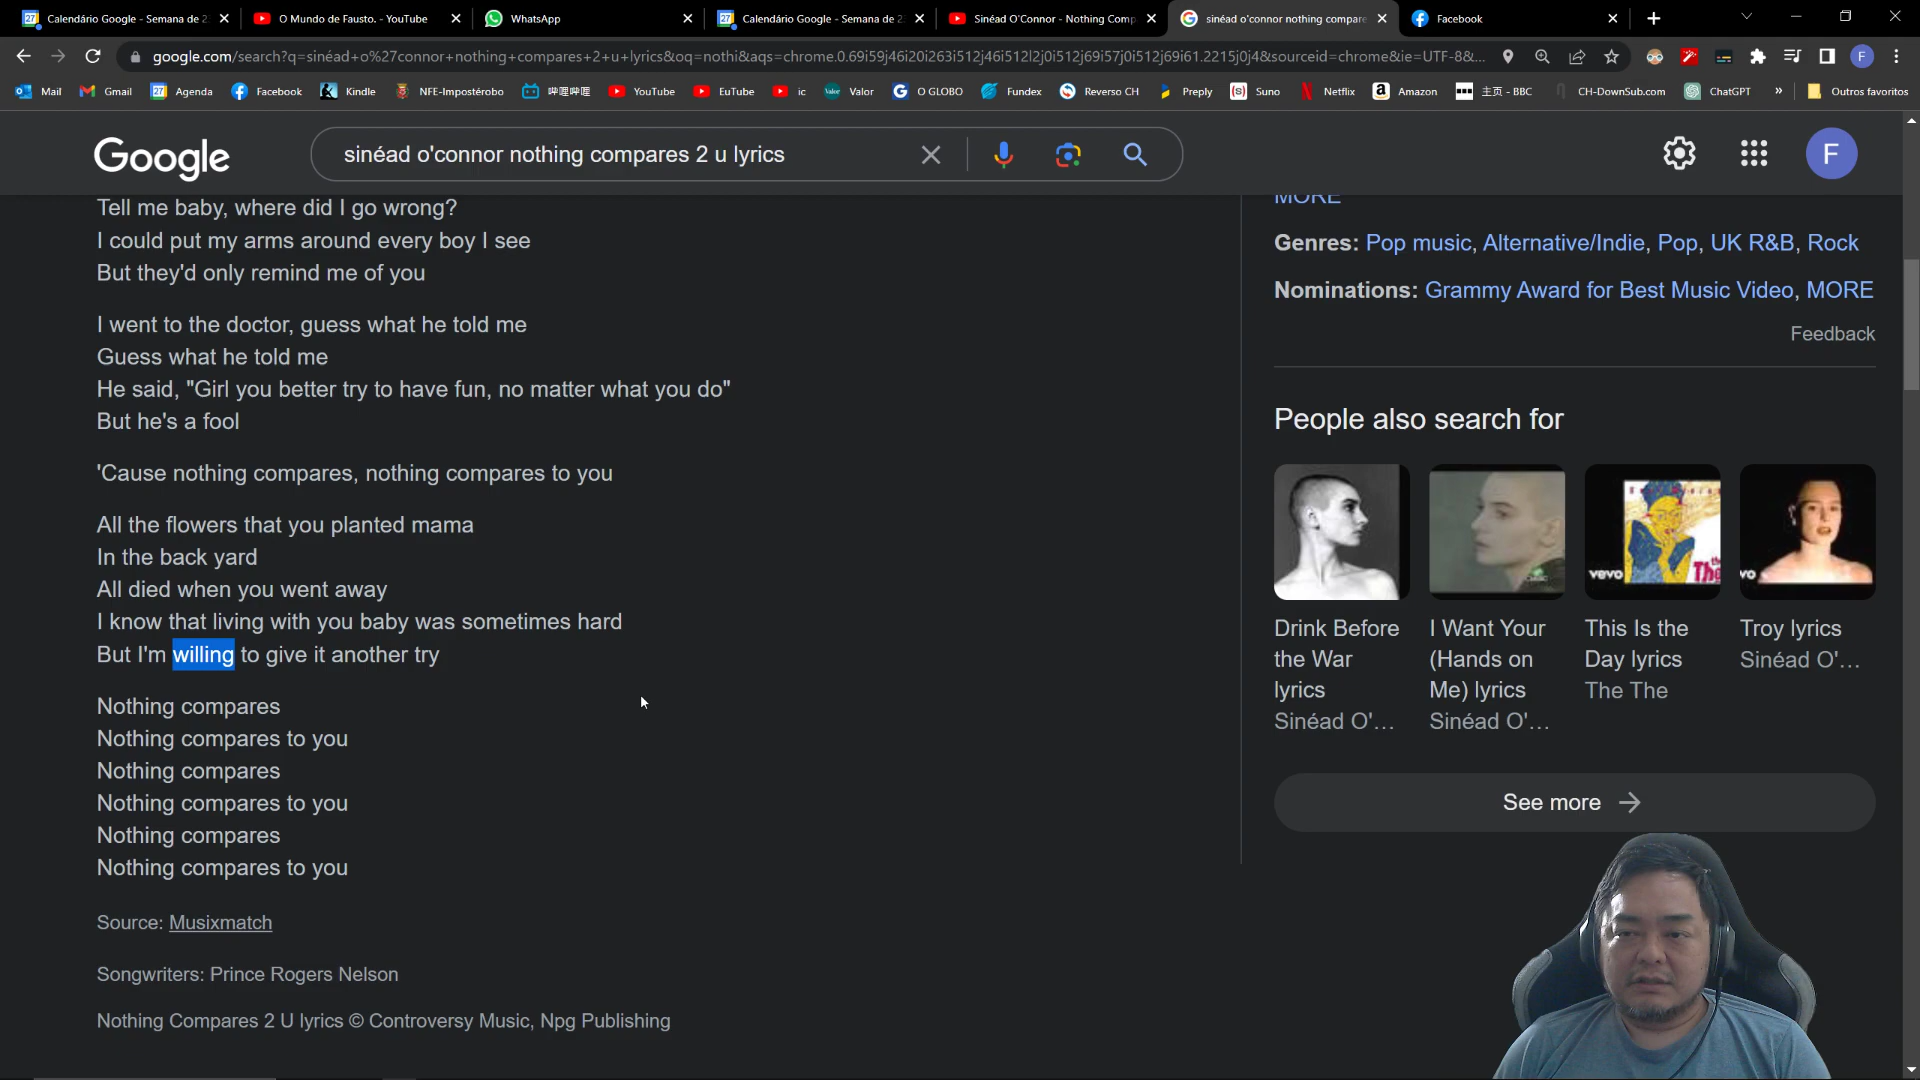 Calendário Google - Semana de 2
O Mundo de Fausto. - YouTube
WhatsApp
Calendário Google - Semana de 2
Sinéad O'Connor - Nothing Comp
sinéad o'connor nothing compare
Facebook
google.com/search?q=sinéad+o%27connor+nothing+compares+2+u+lyrics&oq=nothi&aqs=chrome.0.69i59j46i20i263i512j46i512l2j0i512j69i57j0i512j69i61.2215j0j4&sourceid=chrome&ie=UTF-8&...
Mail
Gmail
Agenda
Facebook
Kindle
NFE-Impostérobo
哔哩哔哩
YouTube
EuTube
ic
Valor
O GLOBO
Fundex
Reverso CH
Preply
Suno
Netflix
Amazon
主页 - BBC
CH-DownSub.com
ChatGPT
»
Outros favoritos
Google
sinéad o'connor nothing compares 2 u lyrics
F
Tell me baby, where did I go wrong?
I could put my arms around every boy I see
But they'd only remind me of you
I went to the doctor, guess what he told me
Guess what he told me
He said, "Girl you better try to have fun, no matter what you do"
But he's a fool
'Cause nothing compares, nothing compares to you
All the flowers that you planted mama
In the back yard
All died when you went away
I know that living with you baby was sometimes hard
But I'm willing to give it another try
Nothing compares
Nothing compares to you
Nothing compares
Nothing compares to you
Nothing compares
Nothing compares to you
Source: Musixmatch
Songwriters: Prince Rogers Nelson
Nothing Compares 2 U lyrics © Controversy Music, Npg Publishing
MORE
Genres: Pop music, Alternative/Indie, Pop, UK R&B, Rock
Nominations: Grammy Award for Best Music Video, MORE
Feedback
People also search for
Drink Before
the War
lyrics
Sinéad O'...
I Want Your
(Hands on
Me) lyrics
Sinéad O'...
vevo
This Is the
Day lyrics
The The
Troy lyrics
Sinéad O'...
See more